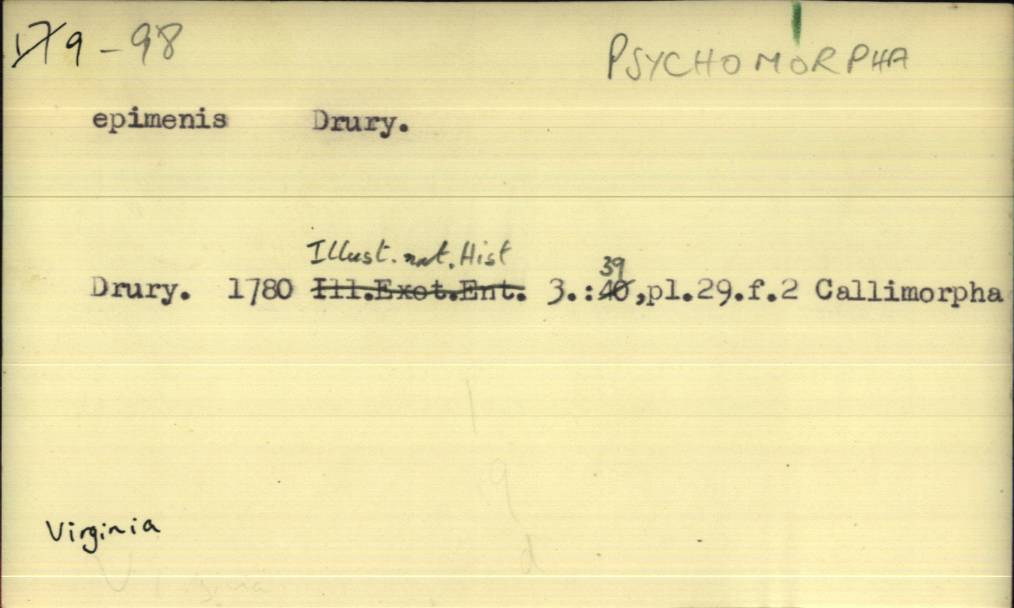 9-98
PSYCHOMORPHA
epimenis Drury.
Illust. nat. Hist
39
Drury. 1780 Ill.Exot.Ent. 3.:40,pl.29.f.2 Callimorpha
Virginia